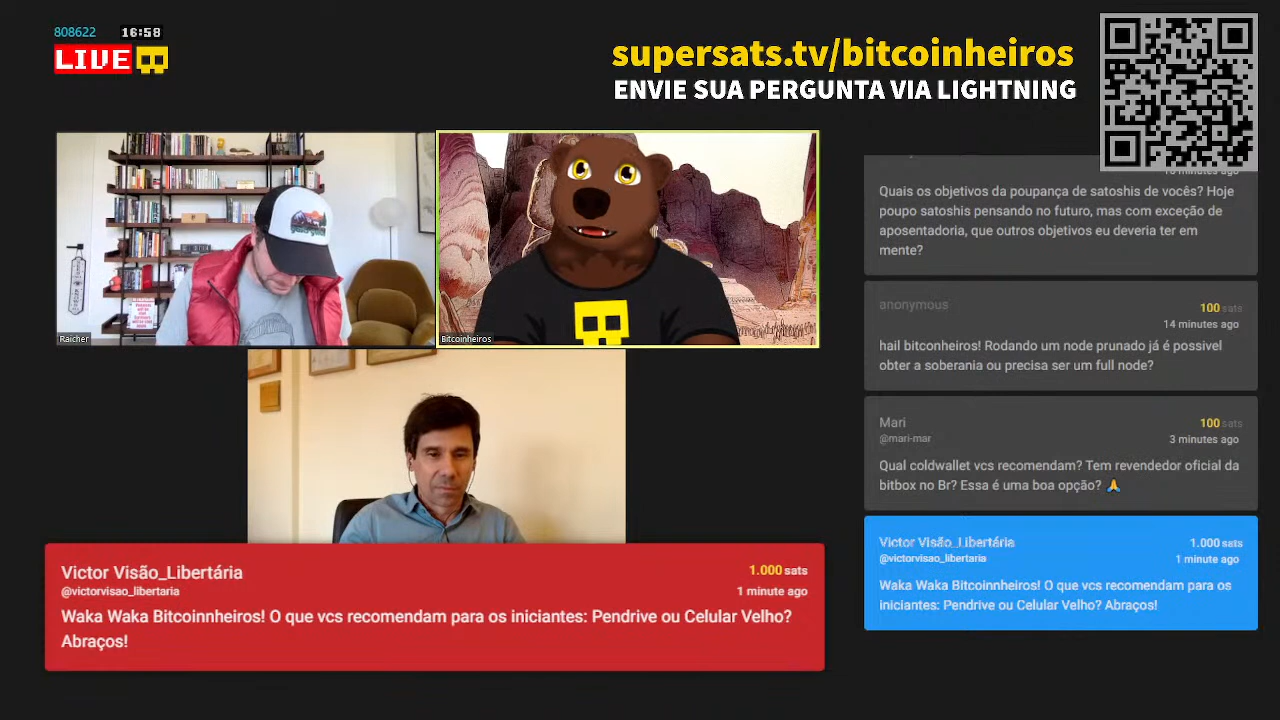 808622 16:58
LIVE
supersats.tv/bitcoinheiros
ENVIE SUA PERGUNTA VIA LIGHTNING
Raicher
Bitcoinheiros
minutes ago
Quais os objetivos da poupança de satoshis de vocês? Hoje
poupo satoshis pensando no futuro, mas com exceção de
aposentadoria, que outros objetivos eu deveria ter em
mente?
anonymous
100 sats
14 minutes ago
hail bitconheiros! Rodando um node prunado já é possivel
obter a soberania ou precisa ser um full node?
Mari
100 sats
@mari-mar
3 minutes ago
Qual coldwallet vcs recomendam? Tem revendedor oficial da
bitbox no Br? Essa é uma boa opção? 🙏
Victor Visão_Libertária
1.000 sats
@victorvisao_libertaria
1 minute ago
Waka Waka Bitcoinnheiros! O que vcs recomendam para os
iniciantes: Pendrive ou Celular Velho? Abraços!
Victor Visão_Libertária
1.000 sats
@victorvisao_libertaria
1 minute ago
Waka Waka Bitcoinnheiros! O que vcs recomendam para os iniciantes: Pendrive ou Celular Velho?
Abraços!